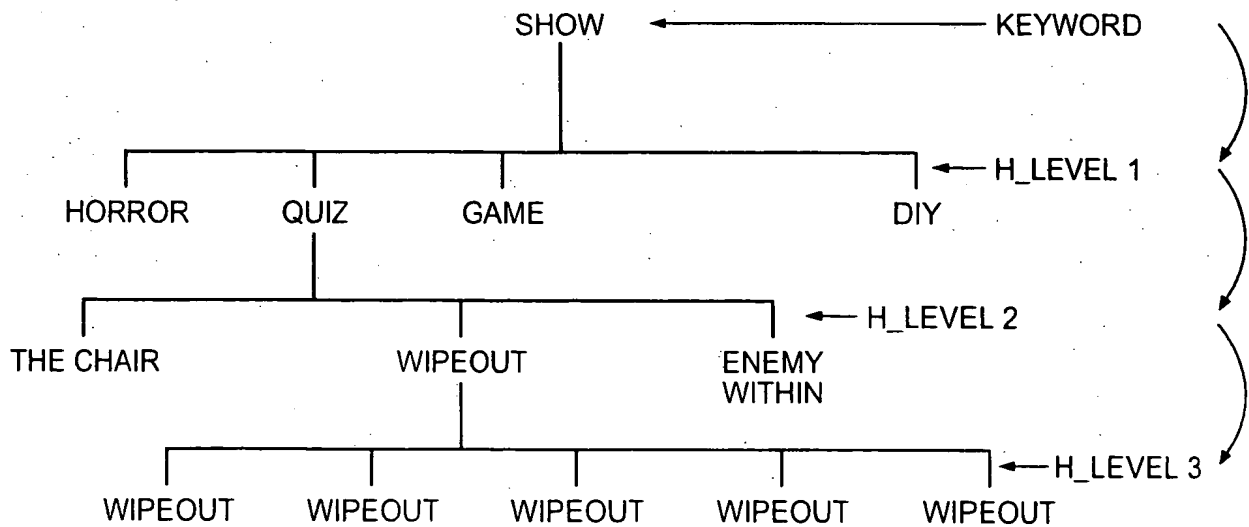 SHOW KEYWORD
H_LEVEL 1
HORROR QUIZ GAME DIY
H_LEVEL 2
THE CHAIR WIPEOUT ENEMY
WITHIN
H_LEVEL 3
WIPEOUT WIPEOUT WIPEOUT WIPEOUT WIPEOUT